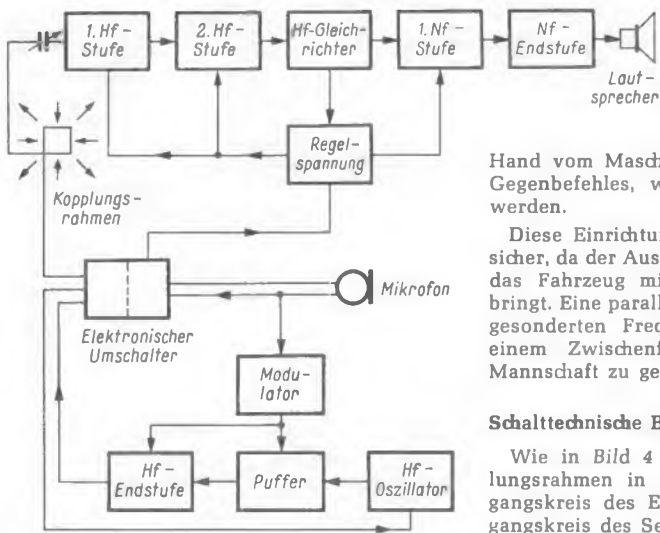 1. Hf-
Stufe
2. Hf-
Stufe
Hf-Gleich-
richter
1. Nf-
Stufe
Nf-
Endstufe
Laut-
sprecher
Regel-
spannung
Kopplungs-
rahmen
Elektronischer
Umschalter
Mikrofon
Modu-
lator
Hf-
Endstufe
Puffer
Hf-
Oszillator
Hand vom Masch
Gegenbefehles, w
werden.
Diese Einrichtu
sicher, da der Aus
das Fahrzeug mi
bringt. Eine parall
gesonderten Fred
einem Zwischenf
Mannschaft zu ge
Schalttechnische B
Wie in Bild 4
lungsrahmen in
gangskreis des E
gangskreis des Se